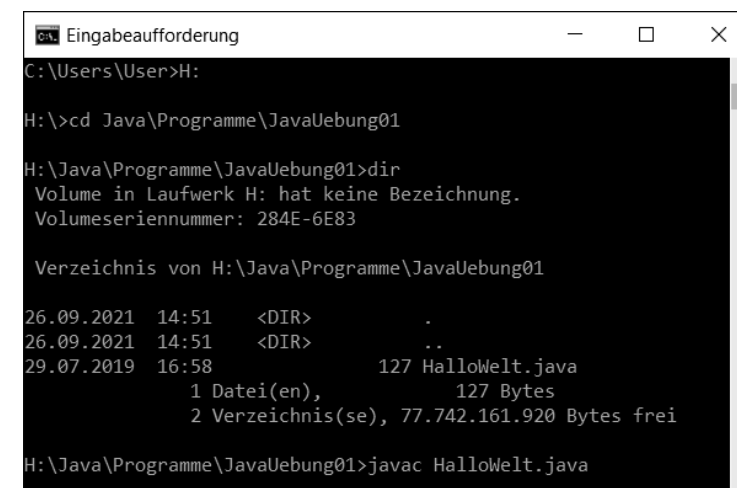 Eingabeaufforderung
C:\Users\User>H:
H:\>cd Java\Programme\JavaUebung01
H:\Java\Programme\JavaUebung01>dir
Volume in Laufwerk H: hat keine Bezeichnung.
Volumeseriennummer: 284E-6E83
Verzeichnis von H:\Java\Programme\JavaUebung01
26.09.2021  14:51    <DIR>          .
26.09.2021  14:51    <DIR>          ..
29.07.2019  16:58               127 HalloWelt.java
1 Datei(en),            127 Bytes
2 Verzeichnis(se), 77.742.161.920 Bytes frei
H:\Java\Programme\JavaUebung01>javac HalloWelt.java